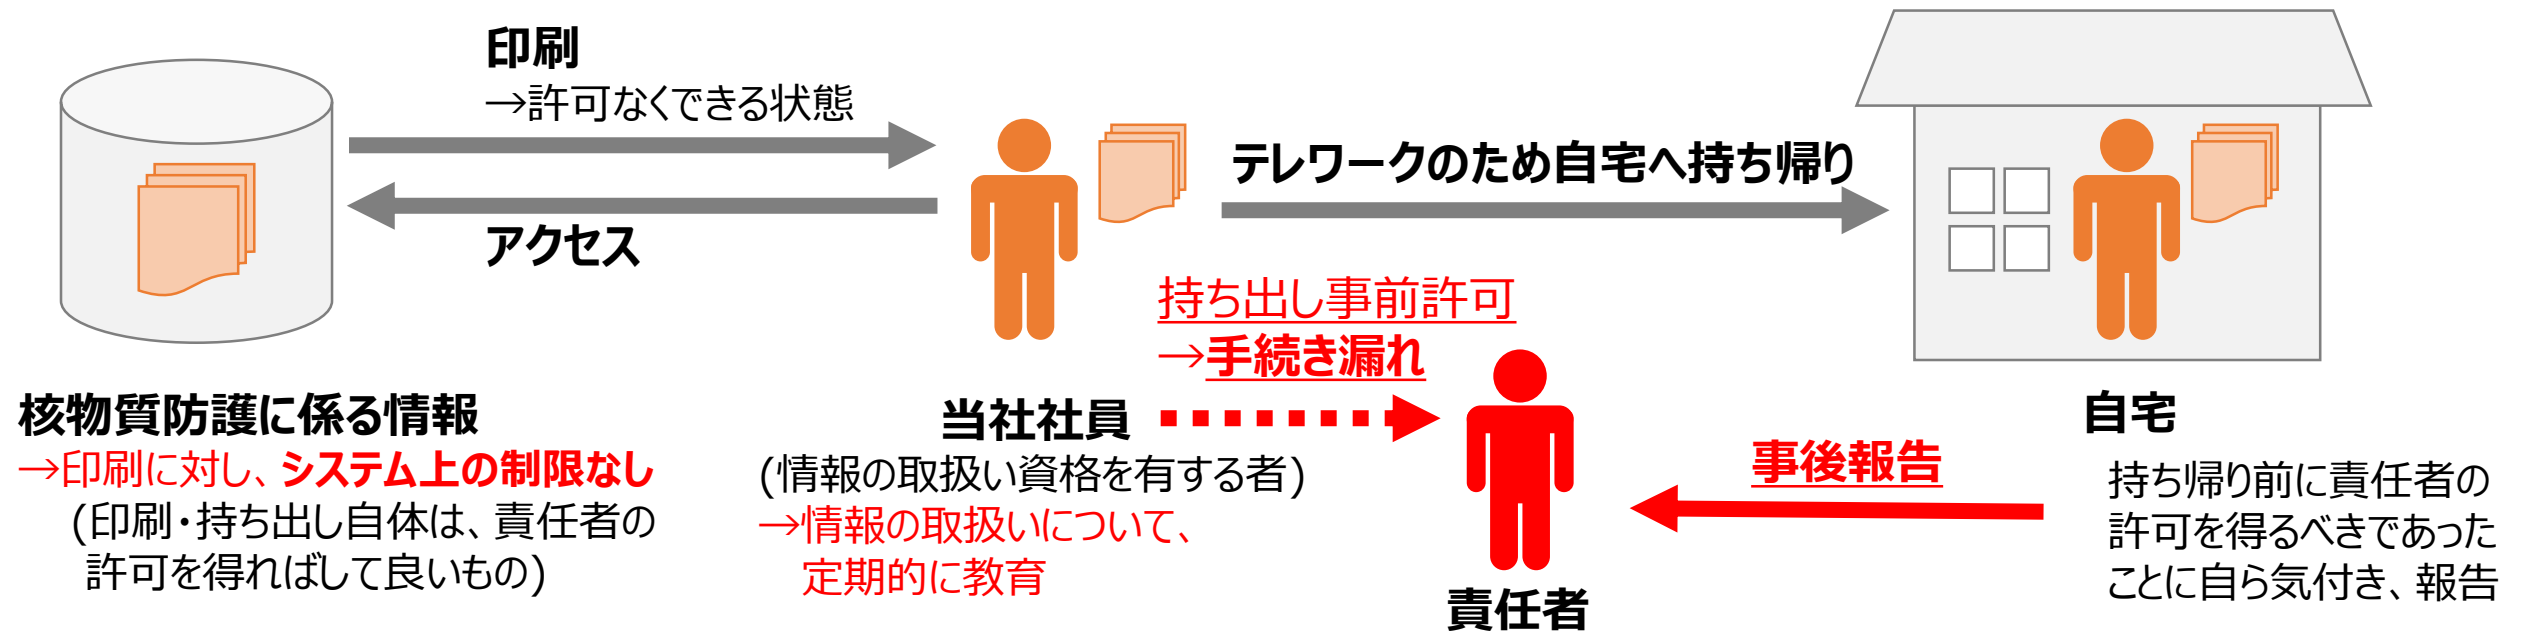 印刷
→許可なくできる状態
アクセス
テレワークのため自宅へ持ち帰り
持ち出し事前許可
→手続き漏れ
核物質防護に係る情報
→印刷に対し、システム上の制限なし
(印刷・持ち出し自体は、責任者の
許可を得ればして良いもの)
当社社員
(情報の取扱い資格を有する者)
→情報の取扱いについて、
定期的に教育
責任者
事後報告
自宅
持ち帰り前に責任者の
許可を得るべきであった
ことに自ら気付き、報告